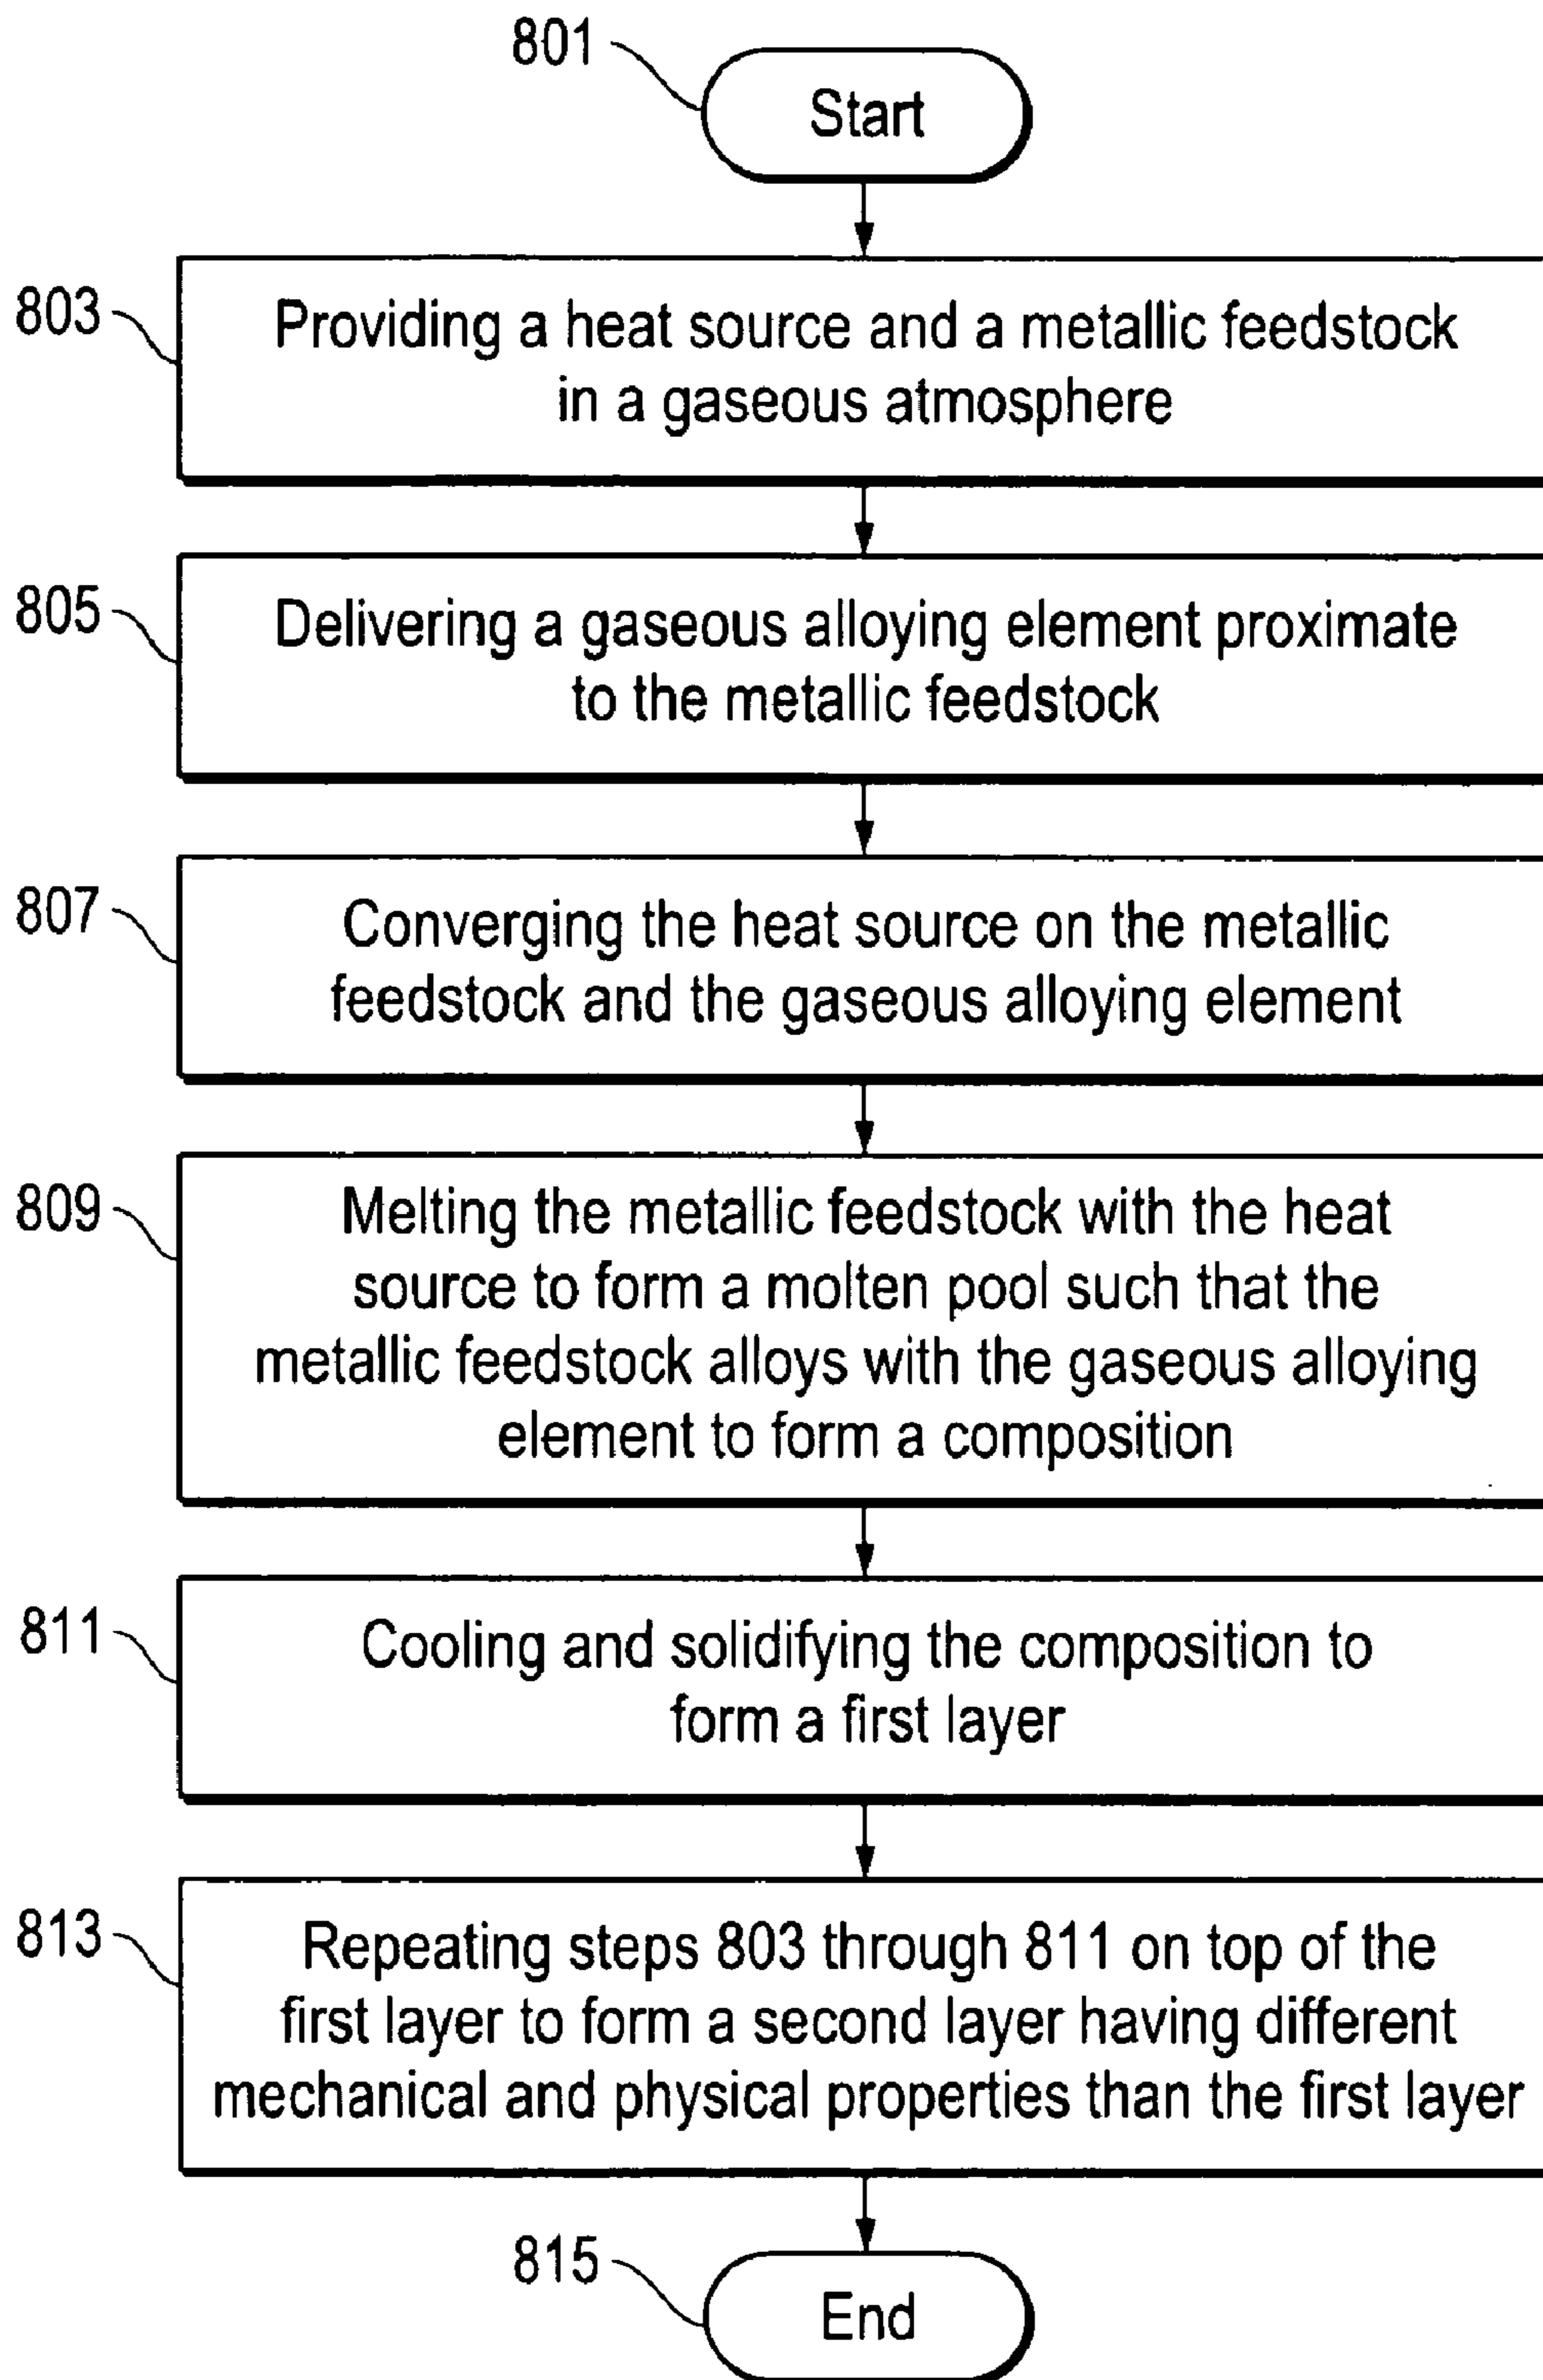 801
Start
803
Providing a heat source and a metallic feedstock
in a gaseous atmosphere
805
Delivering a gaseous alloying element proximate
to the metallic feedstock
807
Converging the heat source on the metallic
feedstock and the gaseous alloying element
809
Melting the metallic feedstock with the heat
source to form a molten pool such that the
metallic feedstock alloys with the gaseous alloying
element to form a composition
811
Cooling and solidifying the composition to
form a first layer
813
Repeating steps 803 through 811 on top of the
first layer to form a second layer having different
mechanical and physical properties than the first layer
815
End